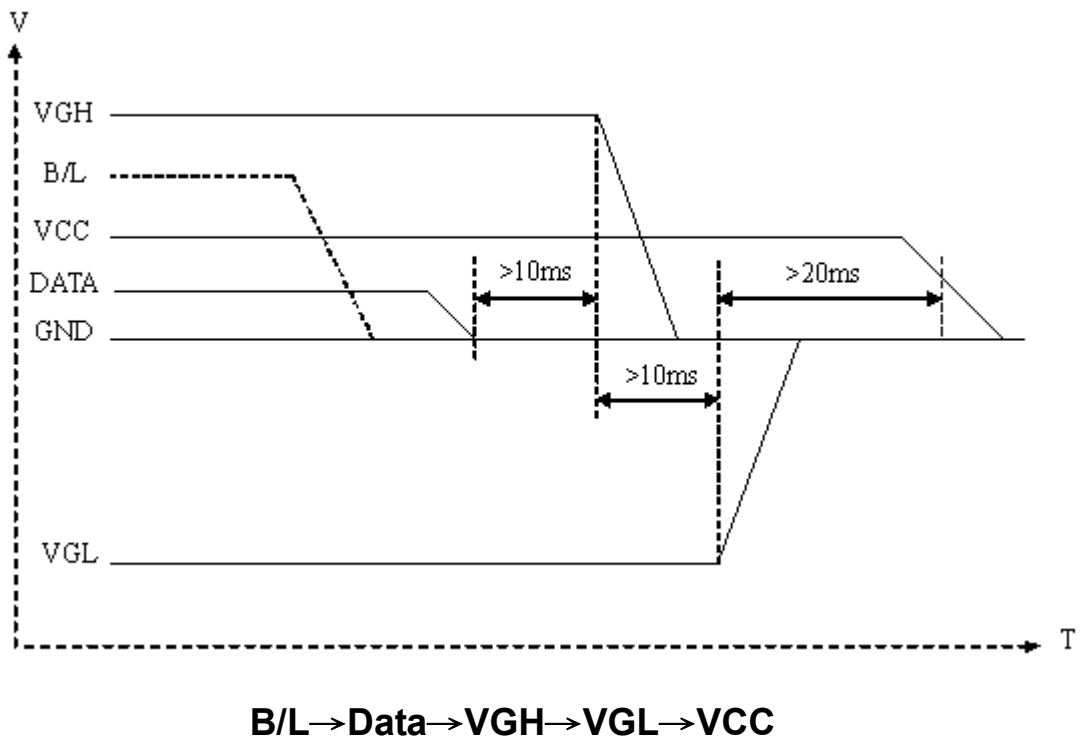 V
VGH
B/L
VCC
DATA
>10ms
>20ms
GND
>10ms
VGL
T
B/L→Data→VGH→VGL→VCC